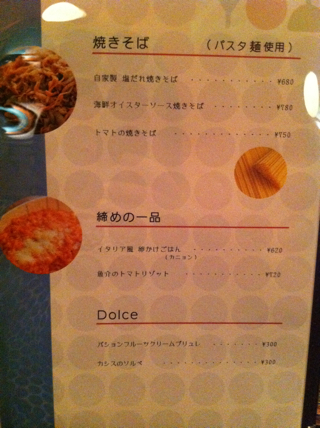 焼きそば （パスタ麺使用）
自家製 塩だれ焼きそば ・・・・・・・・・・・ ¥680
海鮮オイスターソース焼きそば ・・・・・・・・ ¥780
トマトの焼きそば ・・・・・・・・・・・・・ ¥750
締めの一品
イタリア風 卵かけごはん ・・・・・・・・・・ ¥620
魚介のトマトリゾット ・・・・・・・・・・・ ¥720
Dolce
パッションフルーツクリームブリュレ ・・・・・・・ ¥300
カシスのソルベ ・・・・・・・・・・・・ ¥300